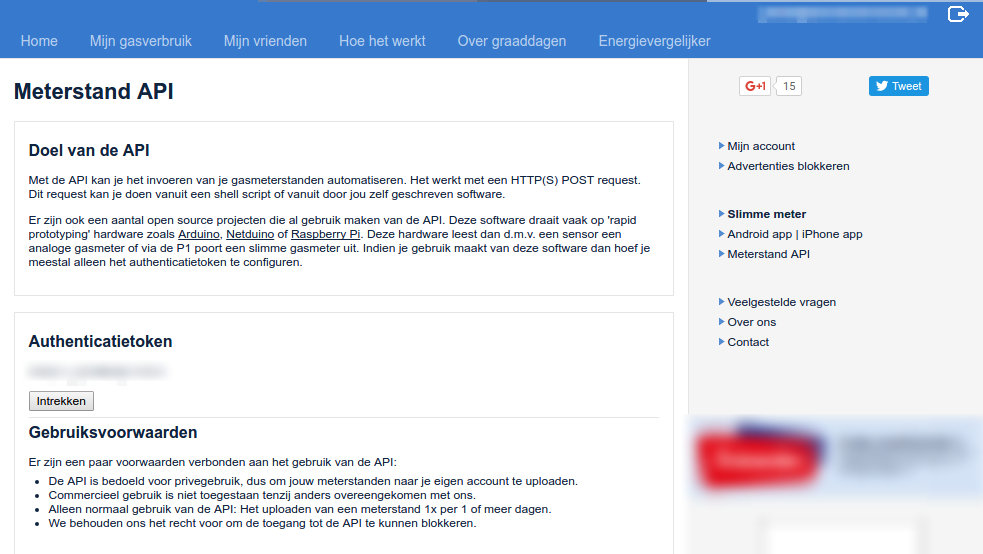 Home Mijn gasverbruik Mijn vrienden Hoe het werkt Over graaddagen Energievergelijker
Meterstand API
Doel van de API
Met de API kan je het invoeren van je gasmeterstanden automatiseren. Het werkt met een HTTP(S) POST request.
Dit request kan je doen vanuit een shell script of vanuit door jou zelf geschreven software.
Er zijn ook een aantal open source projecten die al gebruik maken van de API. Deze software draait vaak op 'rapid
prototyping' hardware zoals Arduino, Netduino of Raspberry Pi. Deze hardware leest dan d.m.v. een sensor een
analoge gasmeter of via de P1 poort een slimme gasmeter uit. Indien je gebruik maakt van deze software dan hoef je
meestal alleen het authenticatietoken te configuren.
Authenticatietoken
Intrekken
Gebruiksvoorwaarden
Er zijn een paar voorwaarden verbonden aan het gebruik van de API:
De API is bedoeld voor privegebruik, dus om jouw meterstanden naar je eigen account te uploaden.
Commercieel gebruik is niet toegestaan tenzij anders overeengekomen met ons.
Alleen normaal gebruik van de API: Het uploaden van een meterstand 1x per 1 of meer dagen.
We behouden ons het recht voor om de toegang tot de API te kunnen blokkeren.
G+1 15 Tweet
Mijn account
Advertenties blokkeren
Slimme meter
Android app | iPhone app
Meterstand API
Veelgestelde vragen
Over ons
Contact